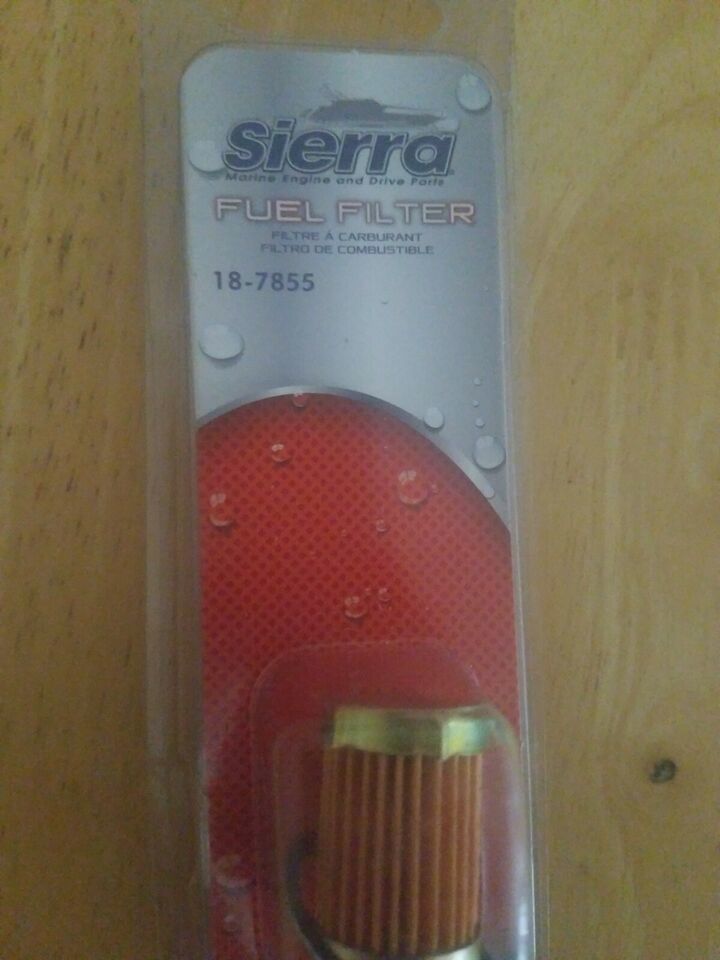 Sierra
Marine Engine and Drive Parts
FUEL FILTER
FILTRE À CARBURANT
FILTRO DE COMBUSTIBLE
18-7855